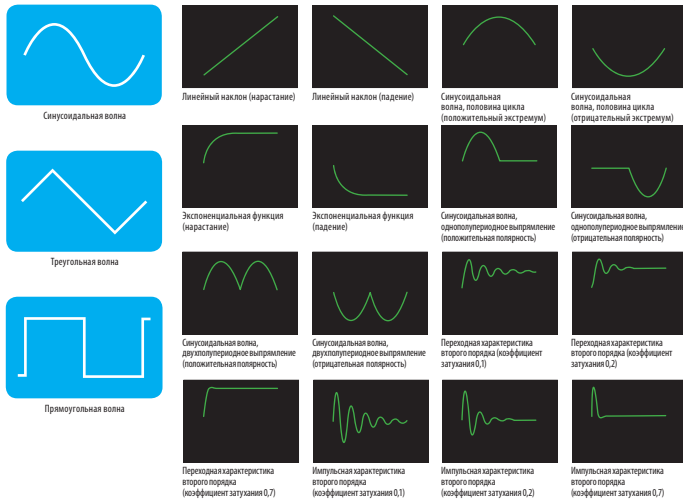 Синусоидальная волна
Треугольная волна
Прямоугольная волна
Линейный наклон (нарастание)
Линейный наклон (падение)
Синусоидальная
волна, половина цикла
(положительный экстремум)
Синусоидальная
волна, половина цикла
(отрицательный экстремум)
Экспоненциальная функция
(нарастание)
Экспоненциальная функция
(падение)
Синусоидальная волна,
однополупериодное выпрямление
(положительная полярность)
Синусоидальная волна,
однополупериодное выпрямление
(отрицательная полярность)
Синусоидальная волна,
двухполупериодное выпрямление
(положительная полярность)
Синусоидальная волна,
двухполупериодное выпрямление
(отрицательная полярность)
Переходная характеристика
второго порядка (коэффициент
затухания 0,1)
Переходная характеристика
второго порядка (коэффициент
затухания 0,2)
Переходная характеристика
второго порядка
(коэффициент затухания 0,7)
Импульсная характеристика
второго порядка
(коэффициент затухания 0,1)
Импульсная характеристика
второго порядка
(коэффициент затухания 0,2)
Импульсная характеристика
второго порядка
(коэффициент затухания 0,7)